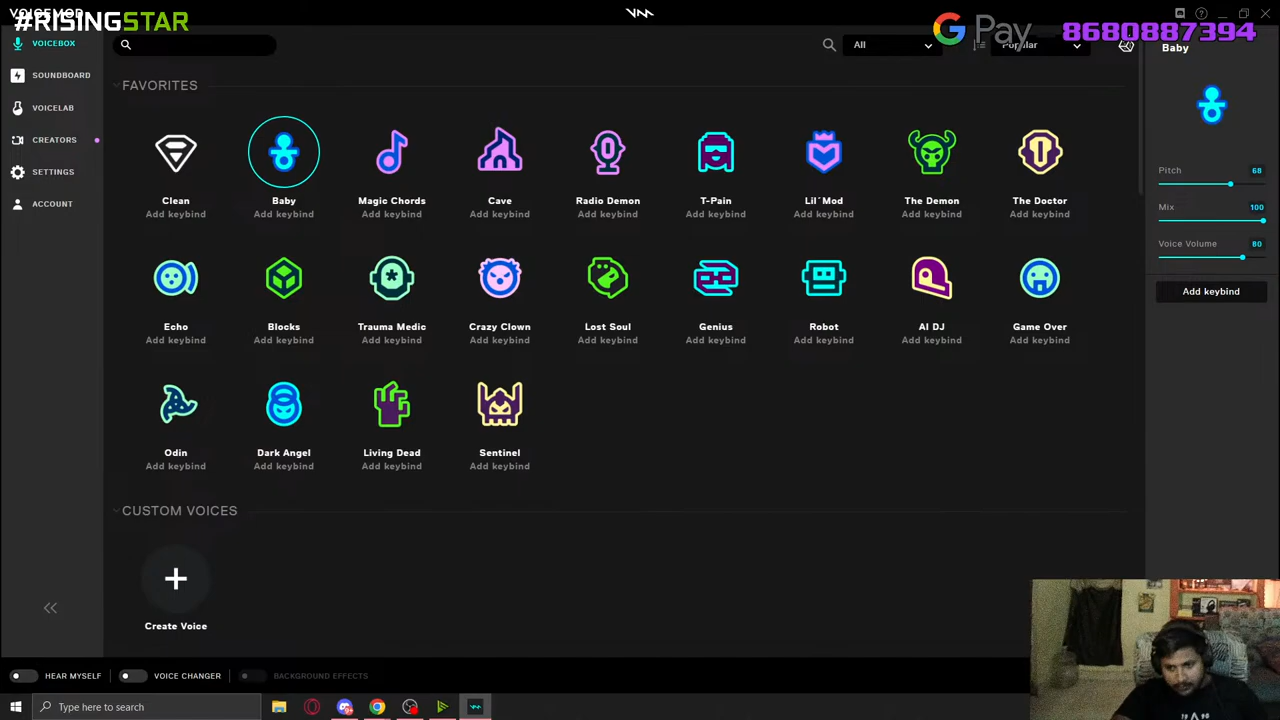 #RISINGSTAR
VOICEMOD
G Pay 8680887394
VOICEBOX
SOUNDBOARD
VOICELAB
CREATORS
SETTINGS
ACCOUNT
All
Popular
FAVORITES
Clean
Add keybind
Baby
Add keybind
Magic Chords
Add keybind
Cave
Add keybind
Radio Demon
Add keybind
T-Pain
Add keybind
Lil´Mod
Add keybind
The Demon
Add keybind
The Doctor
Add keybind
Echo
Add keybind
Blocks
Add keybind
Trauma Medic
Add keybind
Crazy Clown
Add keybind
Lost Soul
Add keybind
Genius
Add keybind
Robot
Add keybind
AI DJ
Add keybind
Game Over
Add keybind
Odin
Add keybind
Dark Angel
Add keybind
Living Dead
Add keybind
Sentinel
Add keybind
CUSTOM VOICES
Create Voice
Baby
Pitch 68
Mix 100
Voice Volume 80
Add keybind
HEAR MYSELF
VOICE CHANGER
BACKGROUND EFFECTS
Type here to search